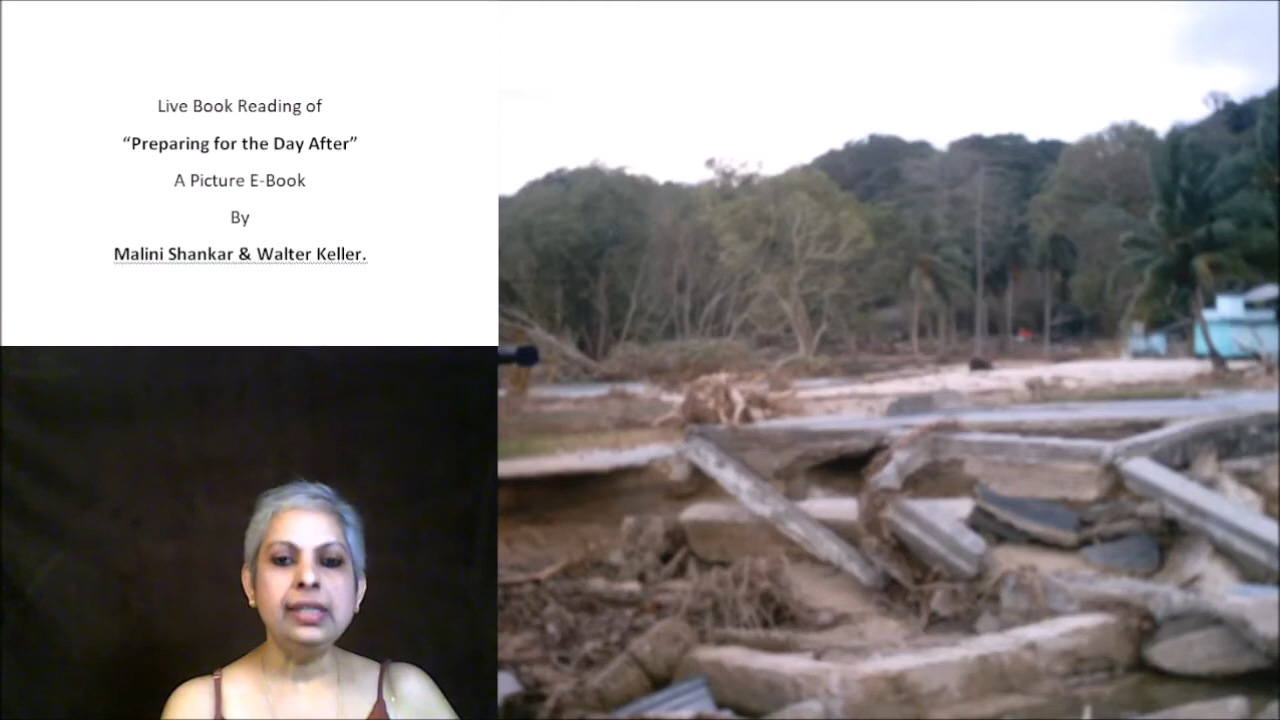 Live Book Reading of
“Preparing for the Day After”
A Picture E-Book
By
Malini Shankar & Walter Keller.